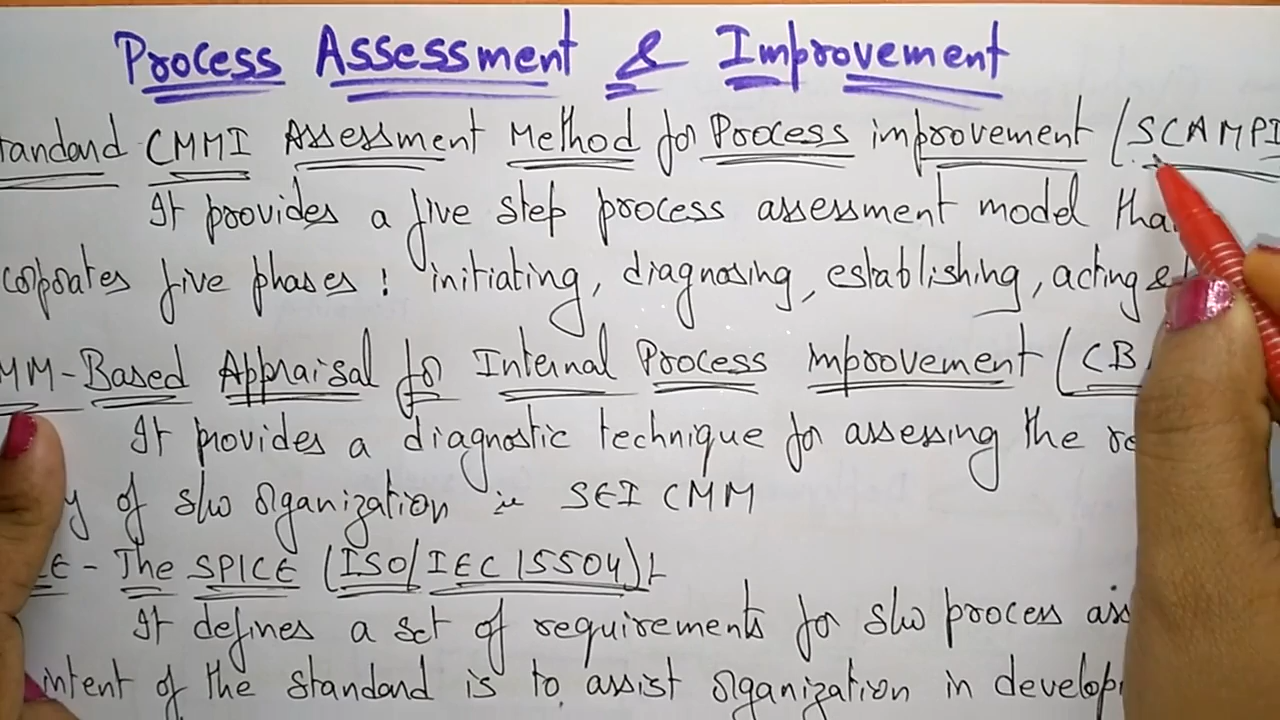 Process Assessment & Improvement
tandard CMMI Assessment Method for Process improvement (SCAMPI
It provides a five step process assessment model tha
corporates five phases : initiating, diagnosing, establishing, acting &
MM-Based Appraisal for Internal Process improvement (CBA
It provides a diagnostic technique for assessing the re
y of s/w organization in SEI CMM
CE - The SPICE (ISO/IEC 15504) :-
It defines a set of requirements for s/w process ass
intent of the standard is to assist organization in develop